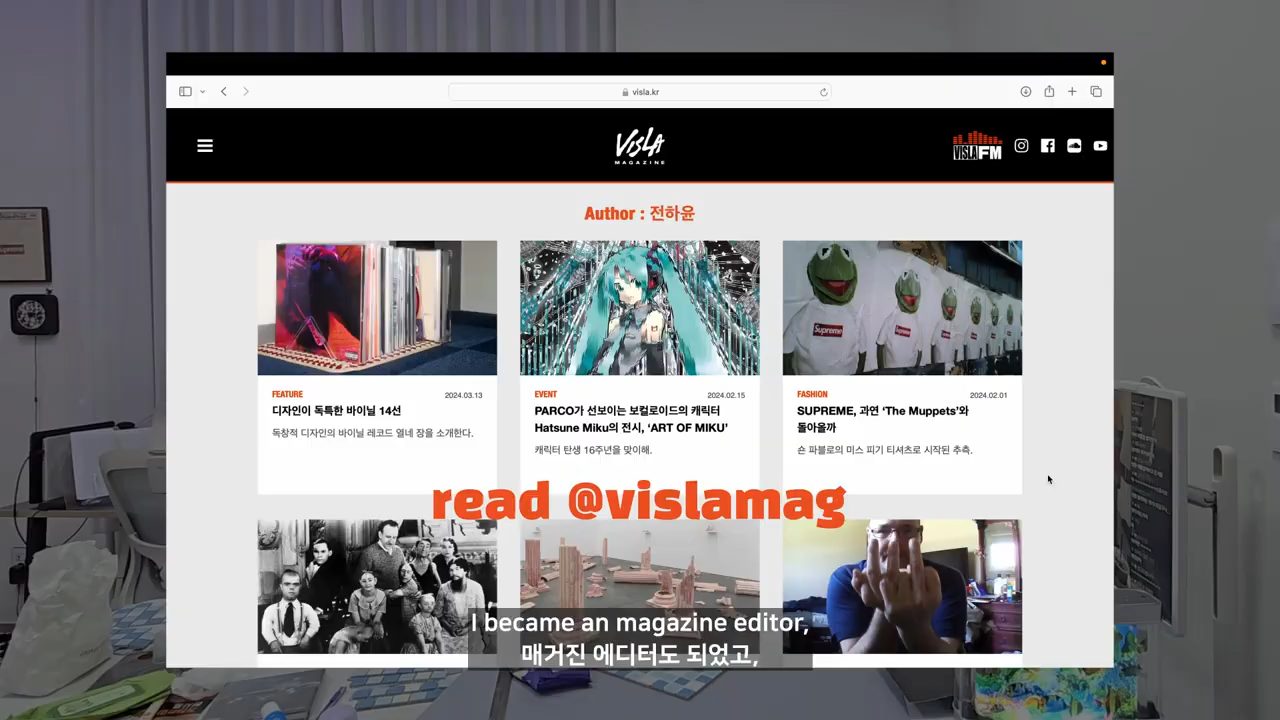 visla.kr
VISLA
MAGAZINE
VISLA FM
Author : 전하윤
Supreme
FEATURE
2024.03.13
디자인이 독특한 바이닐 14선
독창적 디자인의 바이닐 레코드 열네 장을 소개한다.
EVENT
2024.02.15
PARCO가 선보이는 보컬로이드의 캐릭터
Hatsune Miku의 전시, ‘ART OF MIKU’
캐릭터 탄생 16주년을 맞이해.
FASHION
2024.02.01
SUPREME, 과연 ‘The Muppets’와
돌아올까
숀 파블로의 미스 피기 티셔츠로 시작된 추측.
read @vislamag
I became an magazine editor,
매거진 에디터도 되었고,